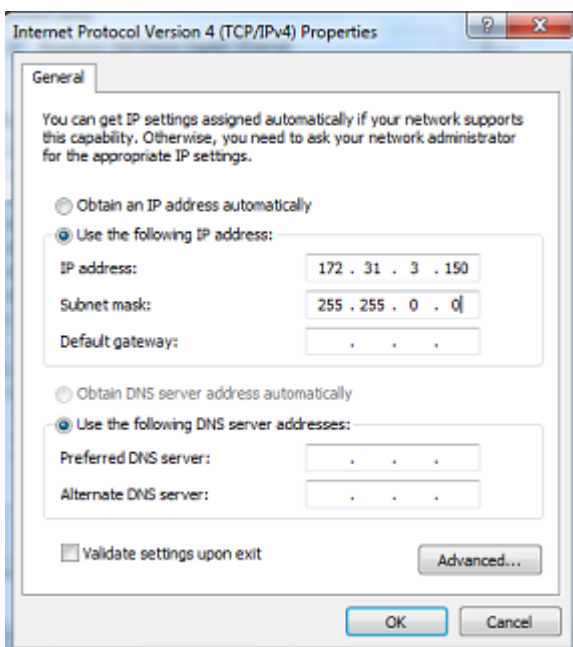 Internet Protocol Version 4 (TCP/IPv4) Properties
General
You can get IP settings assigned automatically if your network supports
this capability. Otherwise, you need to ask your network administrator
for the appropriate IP settings.
Obtain an IP address automatically
Use the following IP address:
IP address: 172 . 31 . 3 . 150
Subnet mask: 255 . 255 . 0 . 0
Default gateway: . . .
Obtain DNS server address automatically
Use the following DNS server addresses:
Preferred DNS server: . . .
Alternate DNS server: . . .
Validate settings upon exit
Advanced...
OK Cancel